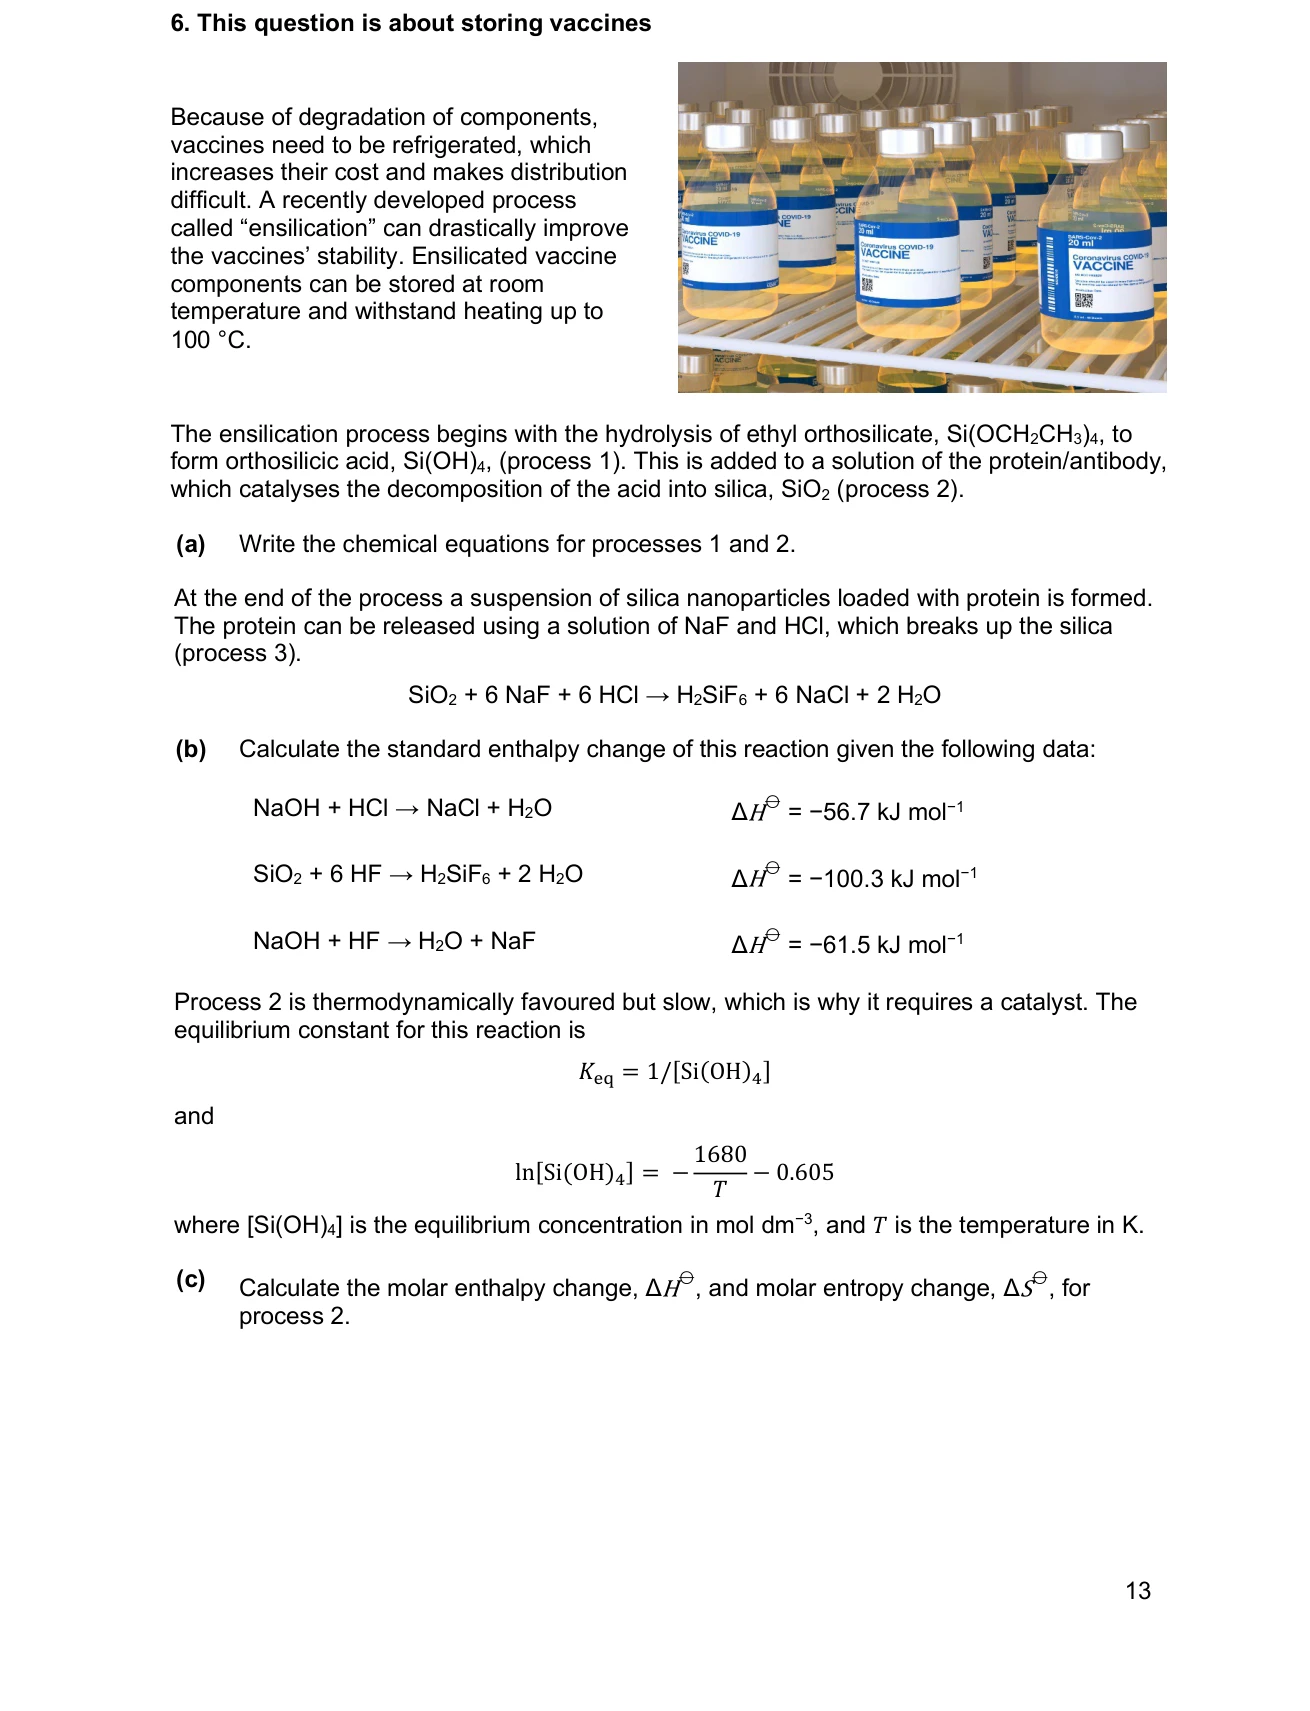 6. This question is about storing vaccines
Because of degradation of components,
vaccines need to be refrigerated, which
increases their cost and makes distribution
difficult. A recently developed process
called “ensilication” can drastically improve
the vaccines’ stability. Ensilicated vaccine
components can be stored at room
temperature and withstand heating up to
100 °C.
COVID-19
VACCINE
SARS-Cov-2
20 ml
Coronavirus COVID-19
VACCINE
SARS-Cov-2
20 ml
Coronavirus COVID-19
VACCINE
The ensilication process begins with the hydrolysis of ethyl orthosilicate, Si(OCH₂CH₃)₄, to
form orthosilicic acid, Si(OH)₄, (process 1). This is added to a solution of the protein/antibody,
which catalyses the decomposition of the acid into silica, SiO₂ (process 2).
(a) Write the chemical equations for processes 1 and 2.
At the end of the process a suspension of silica nanoparticles loaded with protein is formed.
The protein can be released using a solution of NaF and HCl, which breaks up the silica
(process 3).
SiO₂ + 6 NaF + 6 HCl → H₂SiF₆ + 6 NaCl + 2 H₂O
(b) Calculate the standard enthalpy change of this reaction given the following data:
NaOH + HCl → NaCl + H₂O ΔH⦵ = −56.7 kJ mol⁻¹
SiO₂ + 6 HF → H₂SiF₆ + 2 H₂O ΔH⦵ = −100.3 kJ mol⁻¹
NaOH + HF → H₂O + NaF ΔH⦵ = −61.5 kJ mol⁻¹
Process 2 is thermodynamically favoured but slow, which is why it requires a catalyst. The
equilibrium constant for this reaction is
Keq = 1/[Si(OH)₄]
and
ln[Si(OH)₄] = − 1680/T − 0.605
where [Si(OH)₄] is the equilibrium concentration in mol dm⁻³, and T is the temperature in K.
(c) Calculate the molar enthalpy change, ΔH⦵, and molar entropy change, ΔS⦵, for
process 2.
13